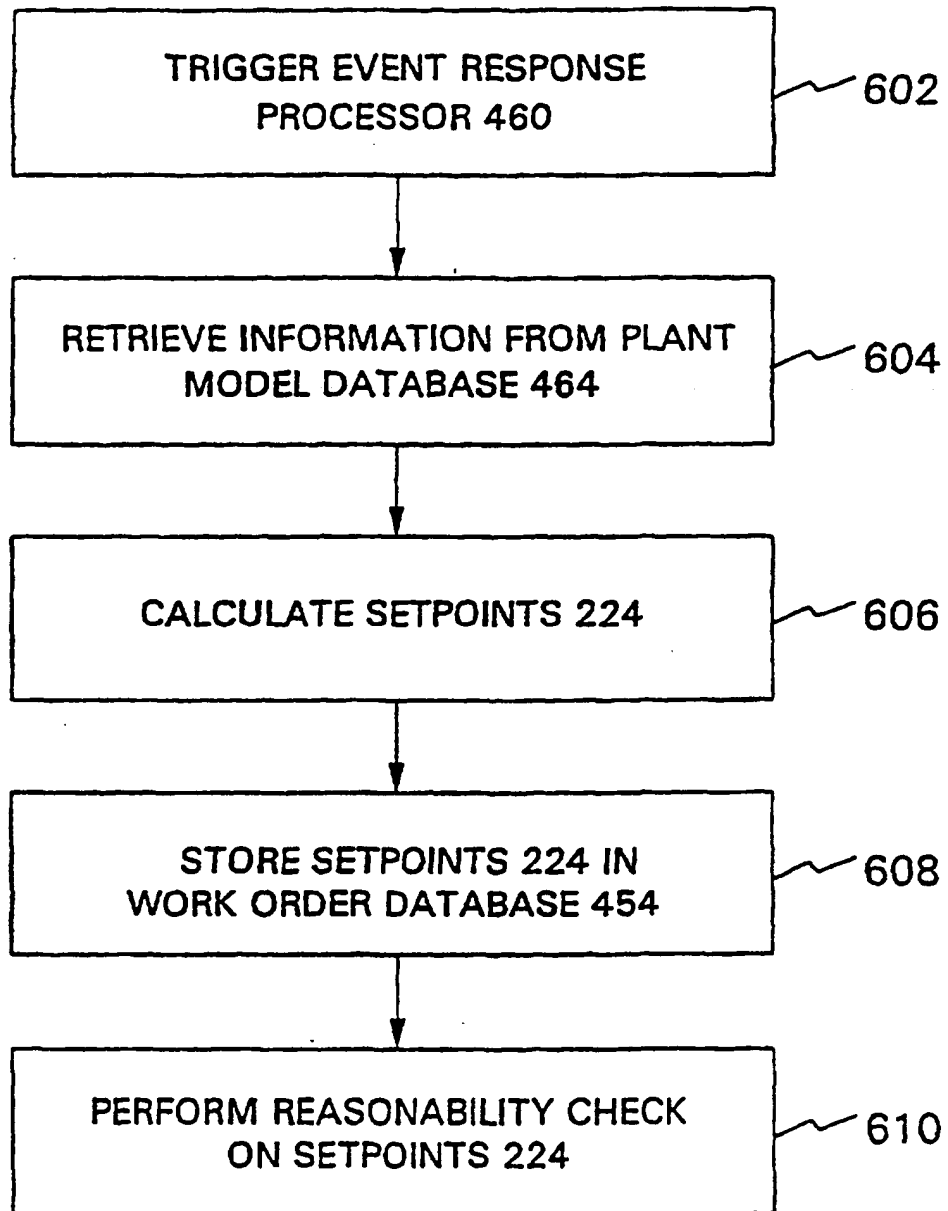 TRIGGER EVENT RESPONSE
PROCESSOR 460
602
RETRIEVE INFORMATION FROM PLANT
MODEL DATABASE 464
604
CALCULATE SETPOINTS 224
606
STORE SETPOINTS 224 IN
WORK ORDER DATABASE 454
608
PERFORM REASONABILITY CHECK
ON SETPOINTS 224
610